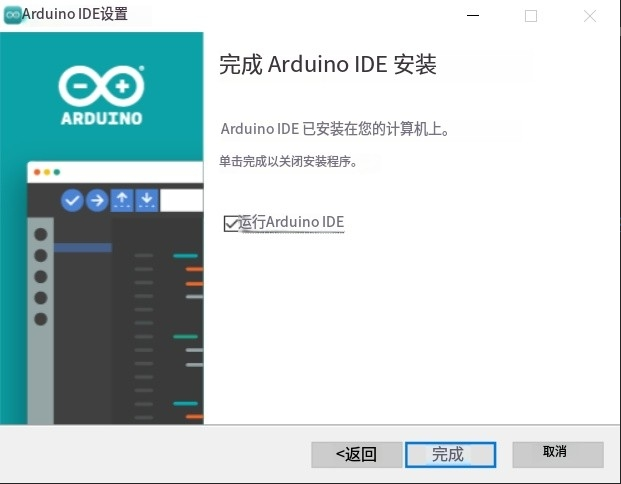 Arduino IDE设置
ARDUINO
完成 Arduino IDE 安装
Arduino IDE 已安装在您的计算机上。
单击完成以关闭安装程序。
运行Arduino IDE
<返回
完成
取消